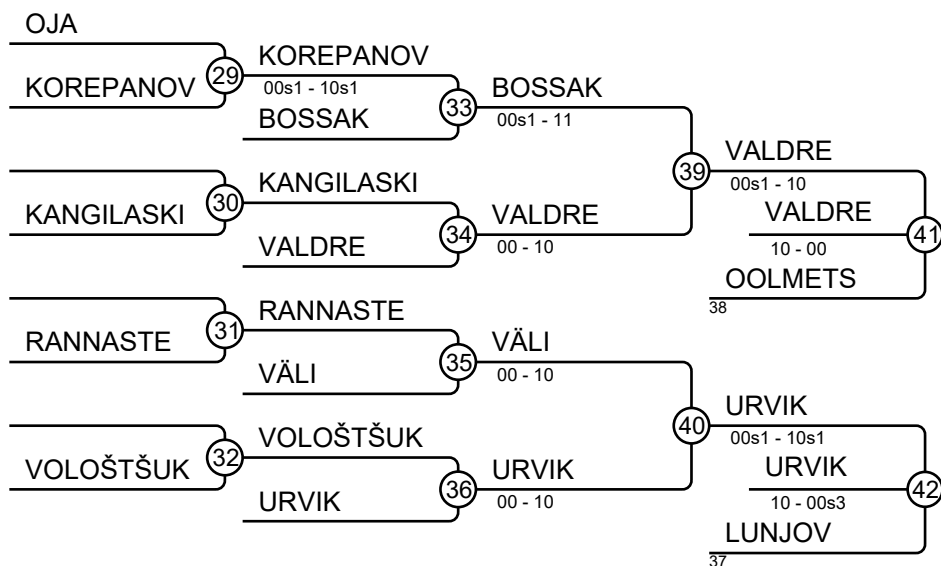 OJA
KOREPANOV
29
KOREPANOV
00s1 - 10s1
BOSSAK
33
BOSSAK
00s1 - 11
KANGILASKI
30
KANGILASKI
VALDRE
34
VALDRE
00 - 10
39
VALDRE
00s1 - 10
VALDRE
10 - 00
41
OOLMETS
38
RANNASTE
31
RANNASTE
VÄLI
35
VÄLI
00 - 10
VOLOŠTŠUK
32
VOLOŠTŠUK
URVIK
36
URVIK
00 - 10
40
URVIK
00s1 - 10s1
URVIK
10 - 00s3
42
LUNJOV
37